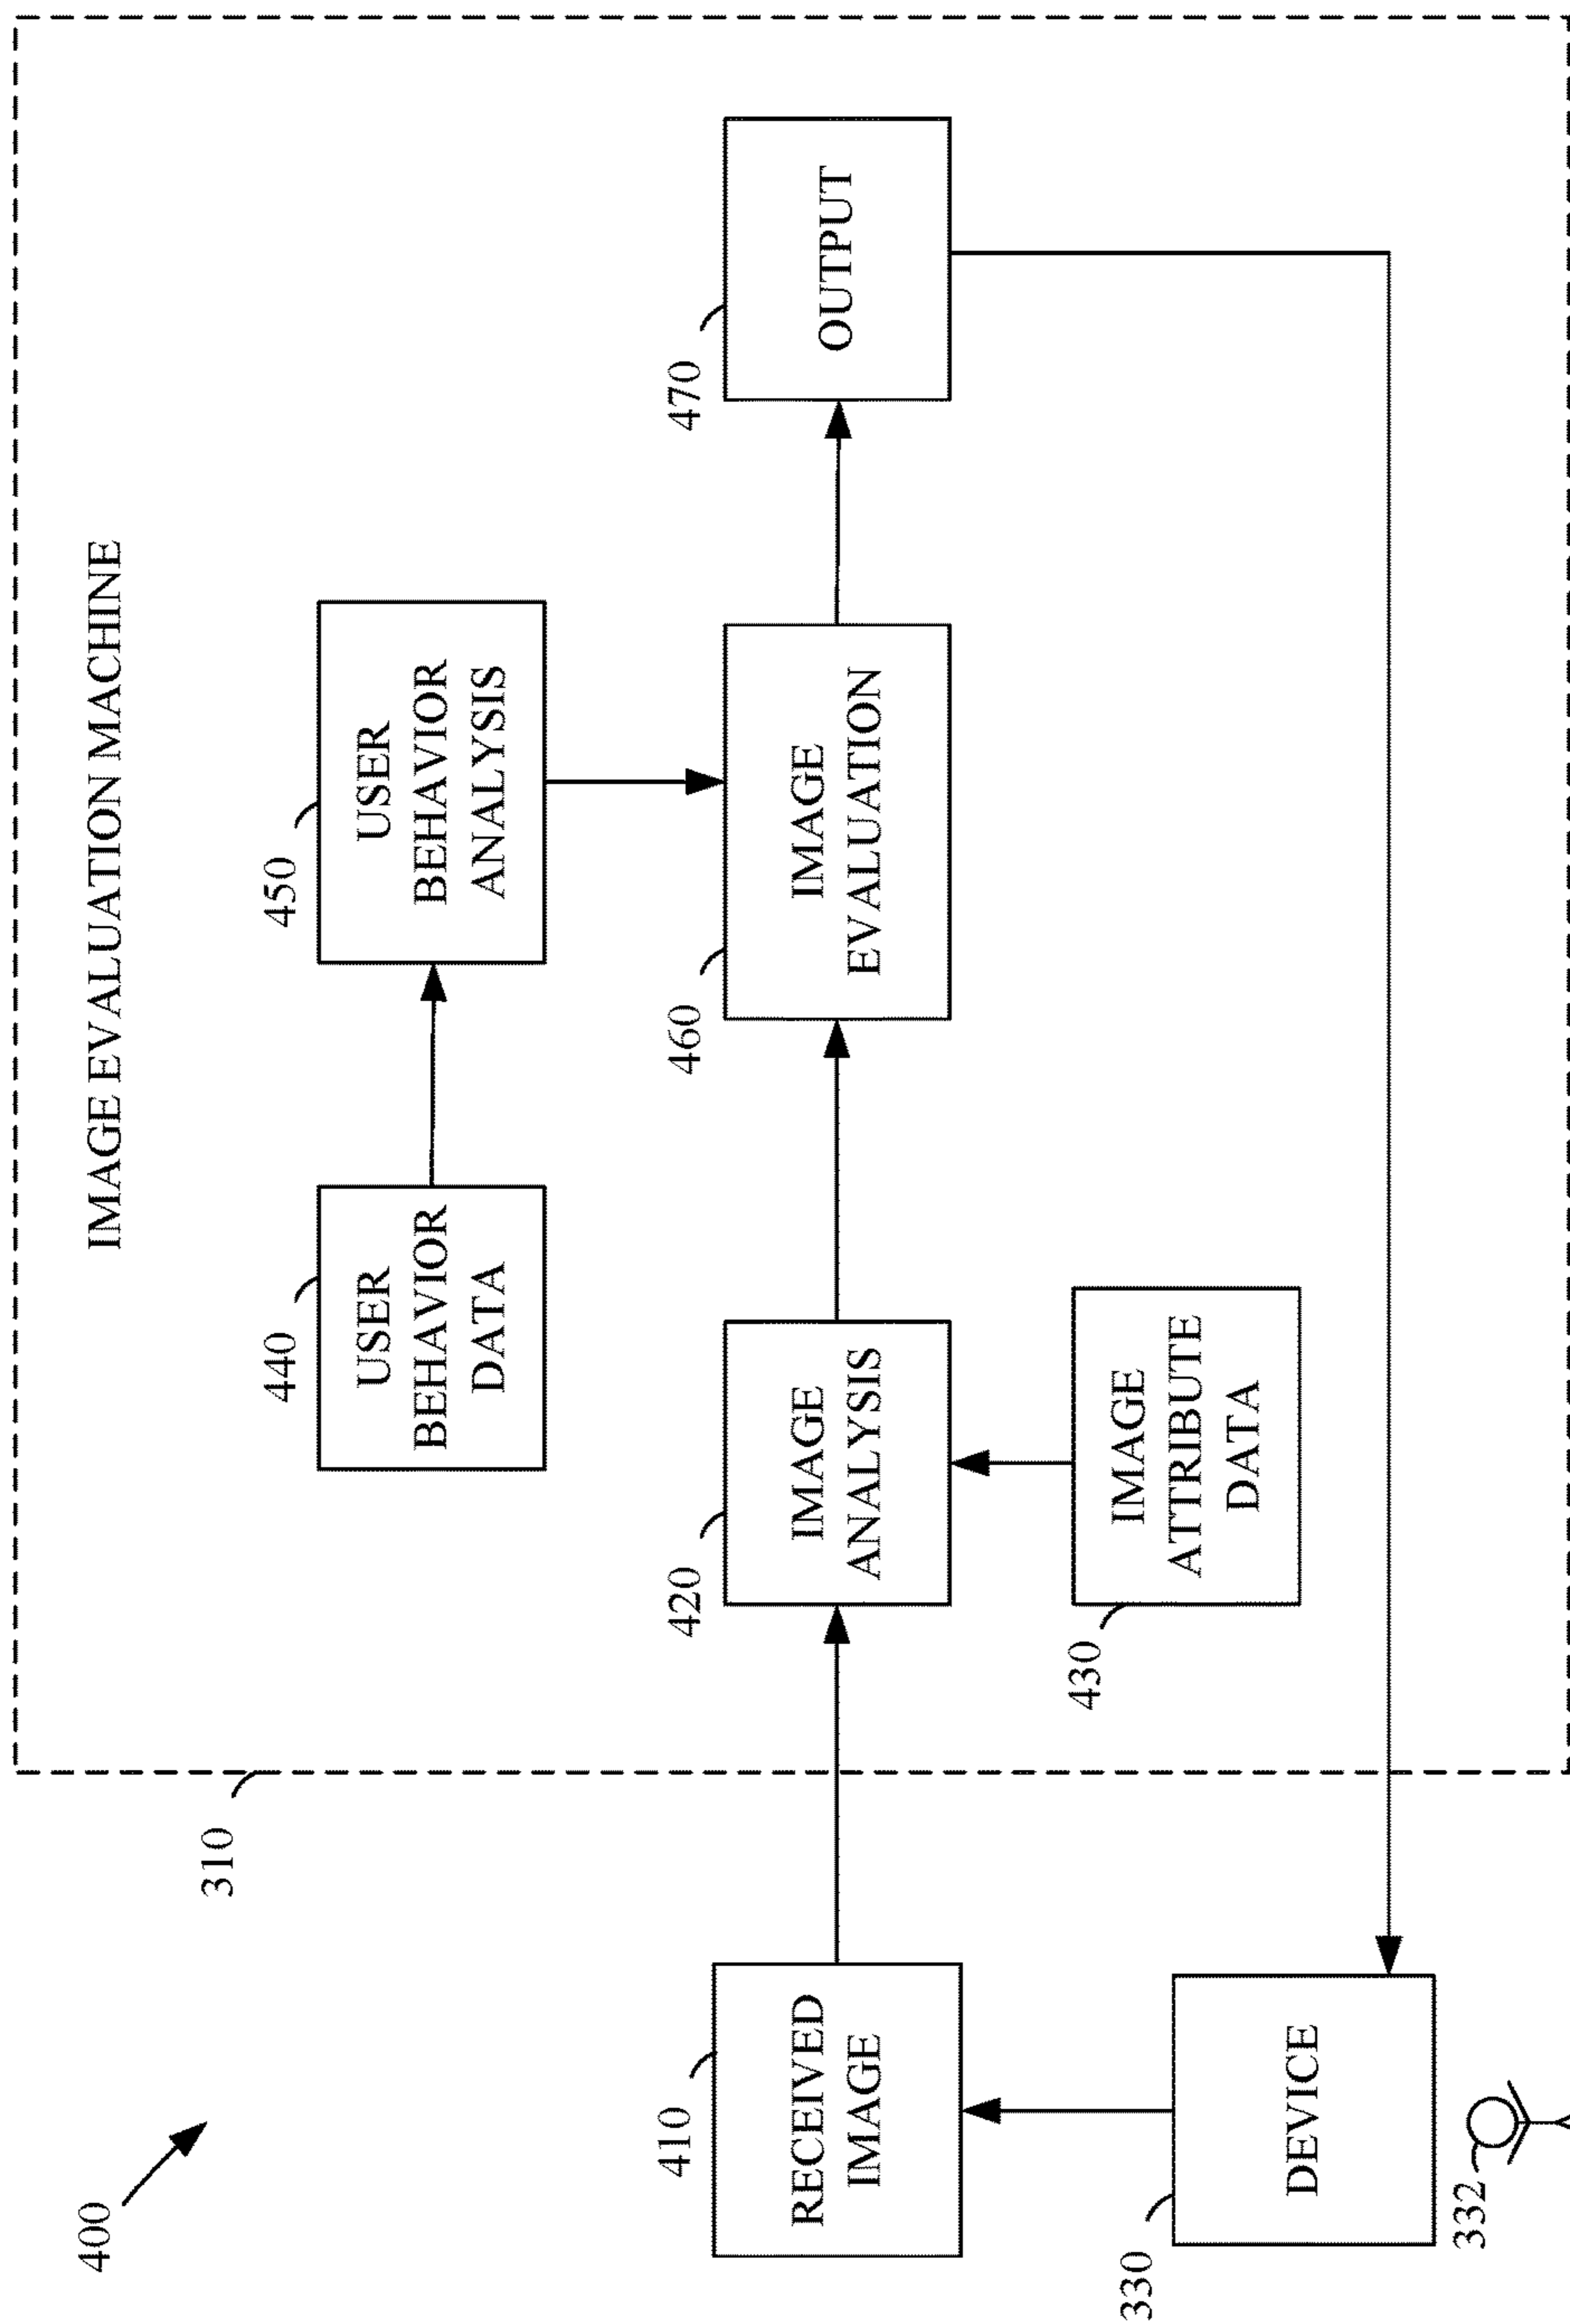 400
310
IMAGE EVALUATION MACHINE
440
USER
BEHAVIOR
DATA
450
USER
BEHAVIOR
ANALYSIS
410
RECEIVED
IMAGE
420
IMAGE
ANALYSIS
460
IMAGE
EVALUATION
470
OUTPUT
430
IMAGE
ATTRIBUTE
DATA
330
DEVICE
332